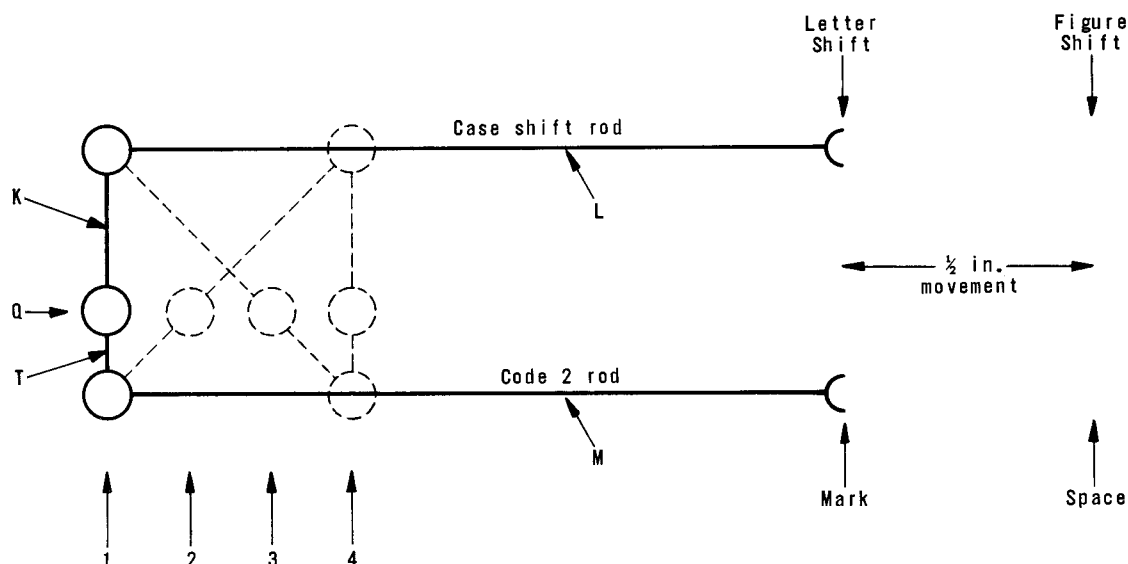 Letter
Shift
Figure
Shift
Case shift rod
K
L
½ in.
movement
Q
T
Code 2 rod
M
Mark
Space
1 2 3 4